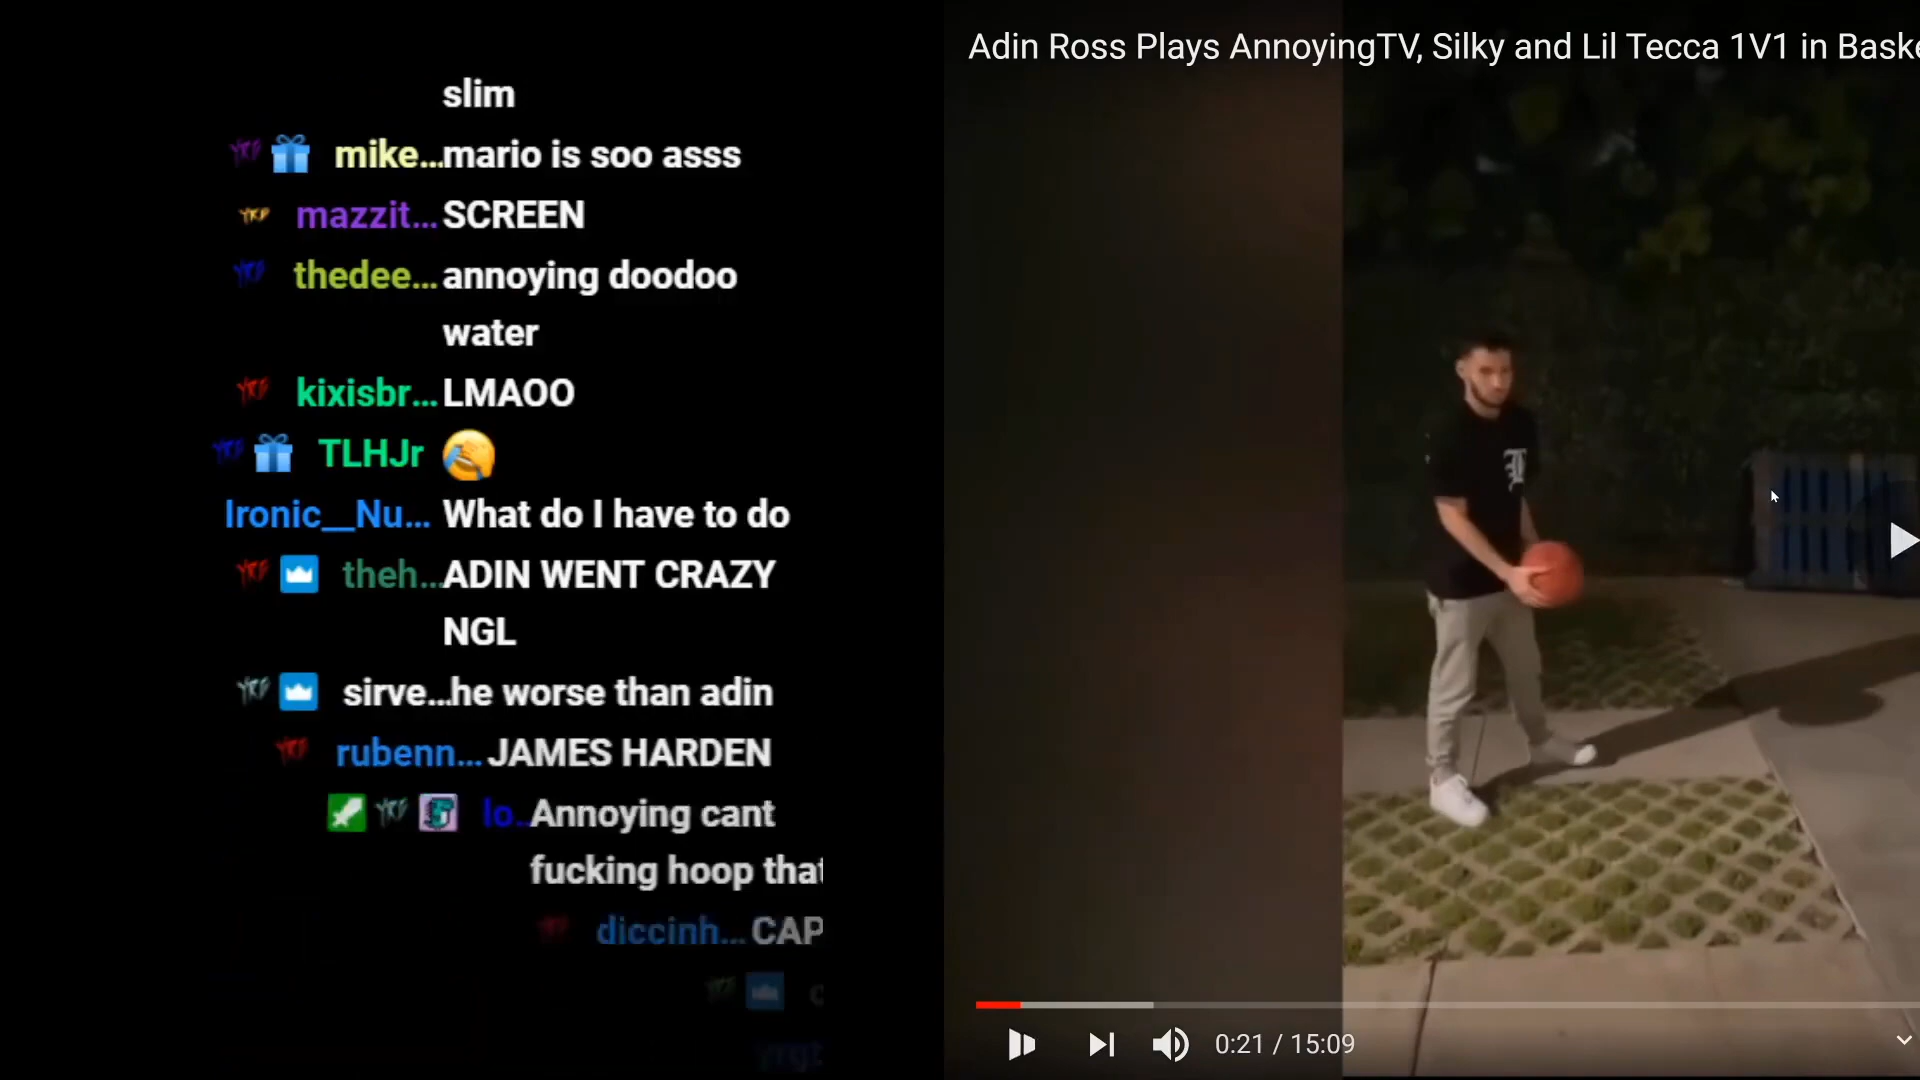 Adin Ross Plays AnnoyingTV, Silky and Lil Tecca 1V1 in Baske
slim
mike...mario is soo asss
mazzit... SCREEN
thedee... annoying doodoo
water
kixisbr... LMAOO
TLHJr
Ironic__Nu... What do I have to do
theh...ADIN WENT CRAZY
NGL
sirve...he worse than adin
rubenn... JAMES HARDEN
lo..Annoying cant
fucking hoop that
diccinh... CAP
0:21 / 15:09